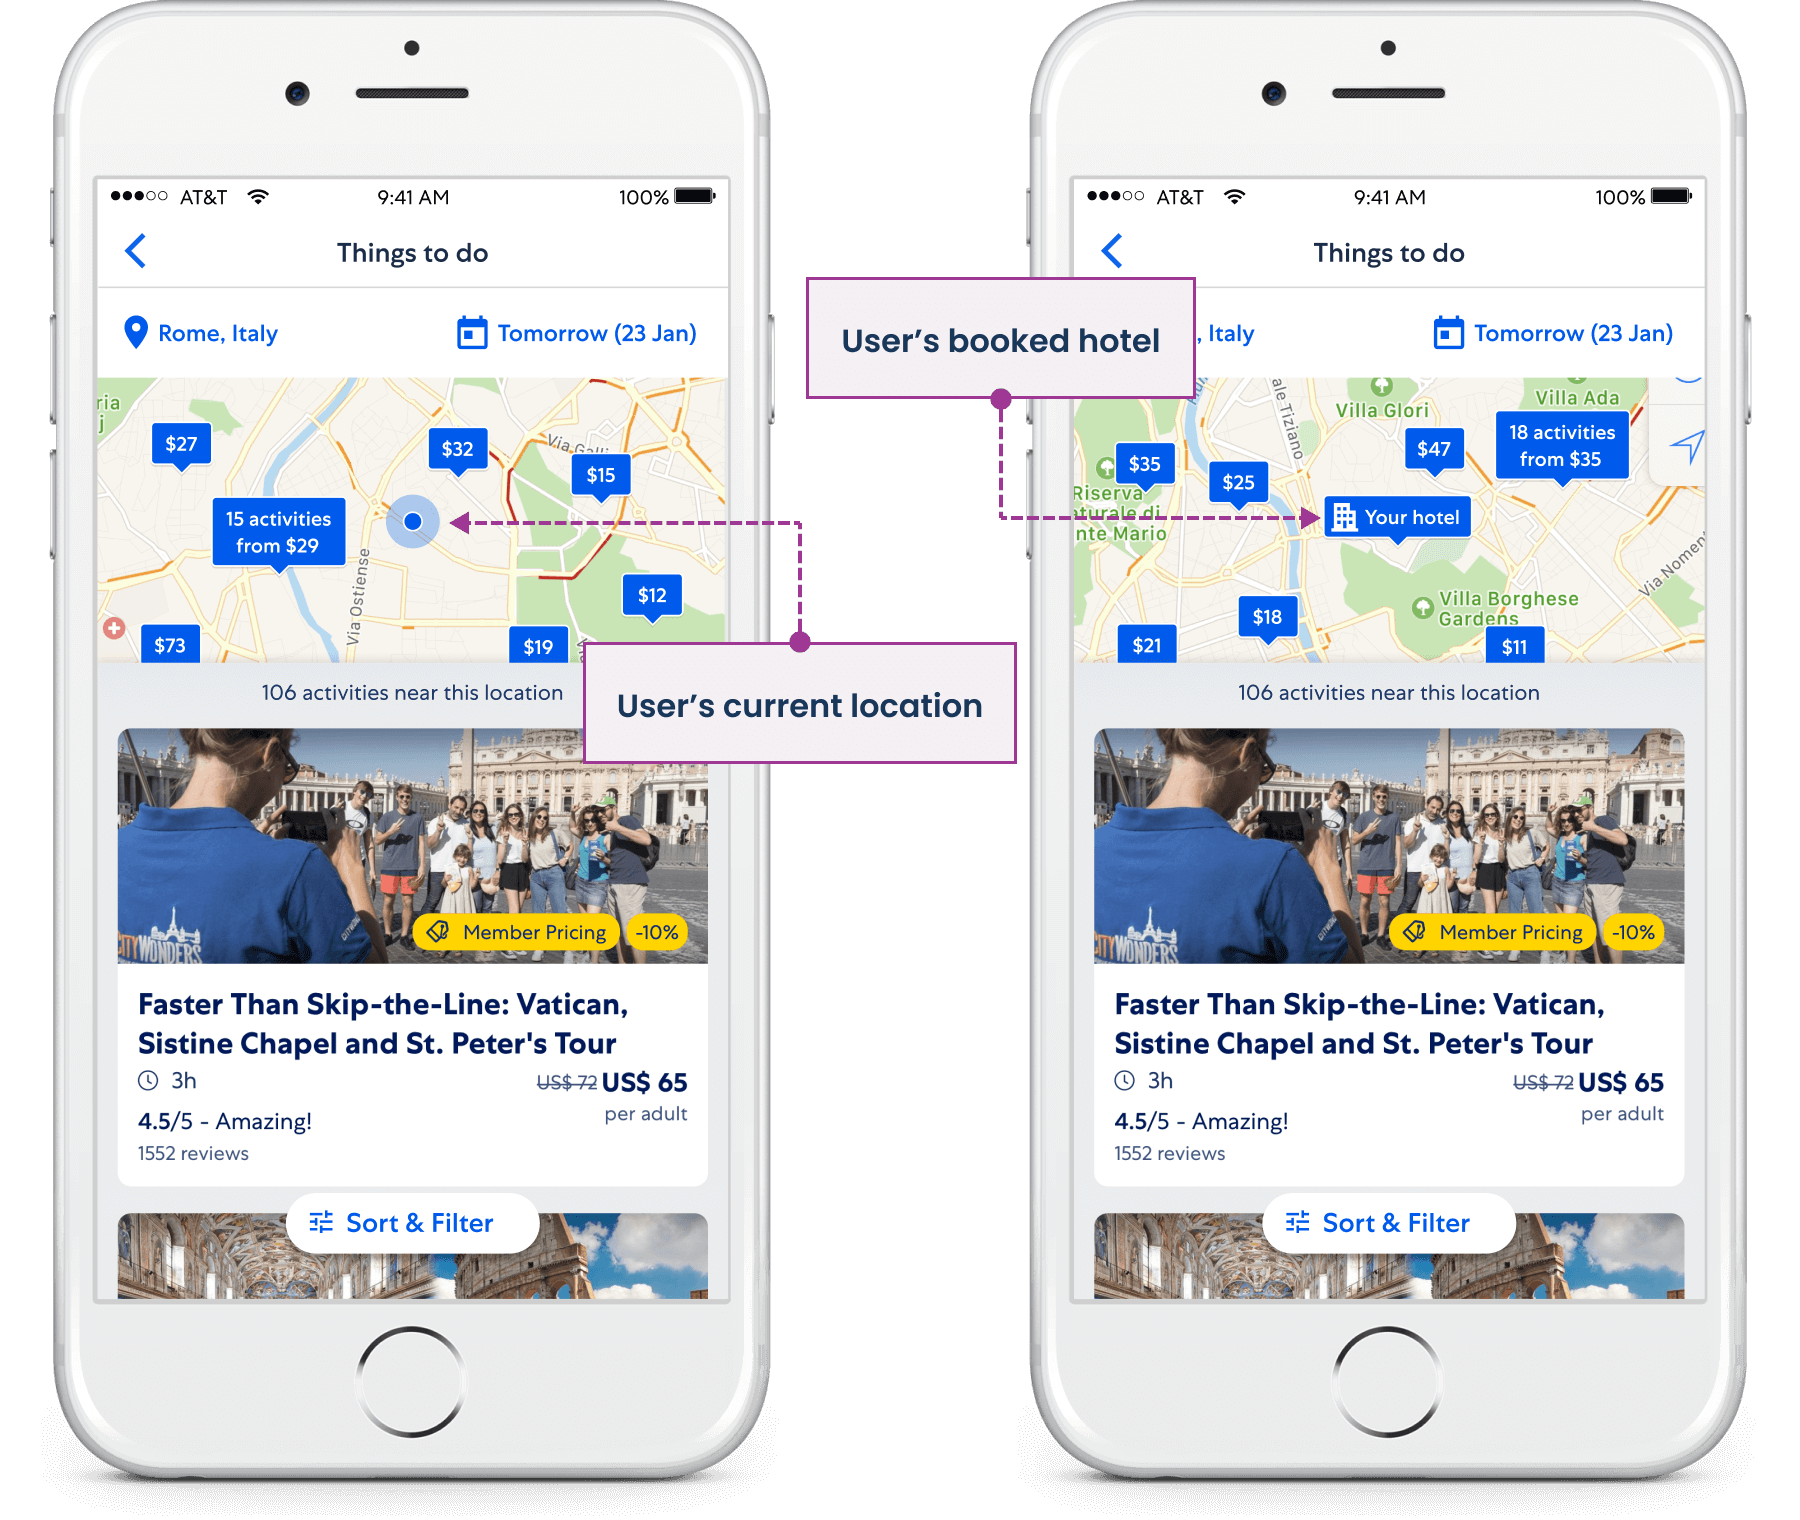 AT&T
9:41 AM
100%
Things to do
Rome, Italy
Tomorrow (23 Jan)
ria
$27
$32
Via Galli
$15
15 activities
from $29
Via Ostiense
$12
$73
$19
106 activities near this location
CITYWONDERS
Member Pricing
-10%
Faster Than Skip-the-Line: Vatican,
Sistine Chapel and St. Peter's Tour
3h
US$ 72 US$ 65
per adult
4.5/5 - Amazing!
1552 reviews
Sort & Filter
User's booked hotel
User's current location
AT&T
9:41 AM
100%
Things to do
, Italy
Tomorrow (23 Jan)
ale Tiziano
Villa Glori
Villa Ada
18 activities
from $35
$47
$35
$25
Riserva
aturale di
nte Mario
Your hotel
Via Noment
Villa Borghese
Gardens
$18
$21
$11
106 activities near this location
CITYWONDERS
Member Pricing
-10%
Faster Than Skip-the-Line: Vatican,
Sistine Chapel and St. Peter's Tour
3h
US$ 72 US$ 65
per adult
4.5/5 - Amazing!
1552 reviews
Sort & Filter